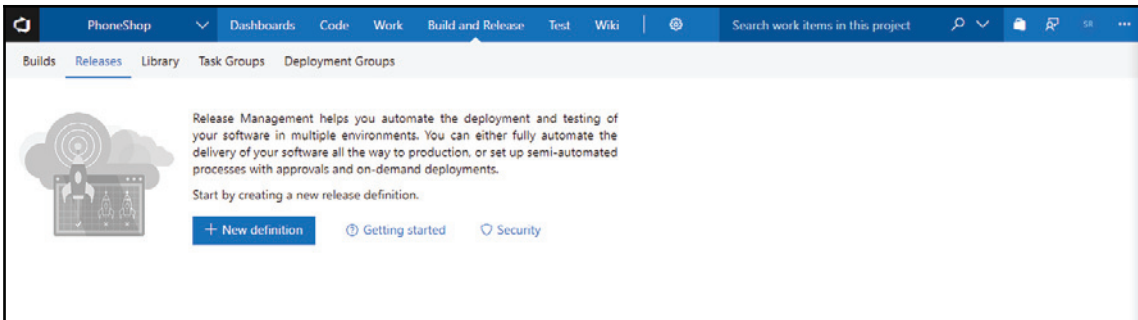 PhoneShop Dashboards Code Work Build and Release Test Wiki Search work items in this project SR
Builds Releases Library Task Groups Deployment Groups
Release Management helps you automate the deployment and testing of
your software in multiple environments. You can either fully automate the
delivery of your software all the way to production, or set up semi-automated
processes with approvals and on-demand deployments.
Start by creating a new release definition.
+ New definition Getting started Security